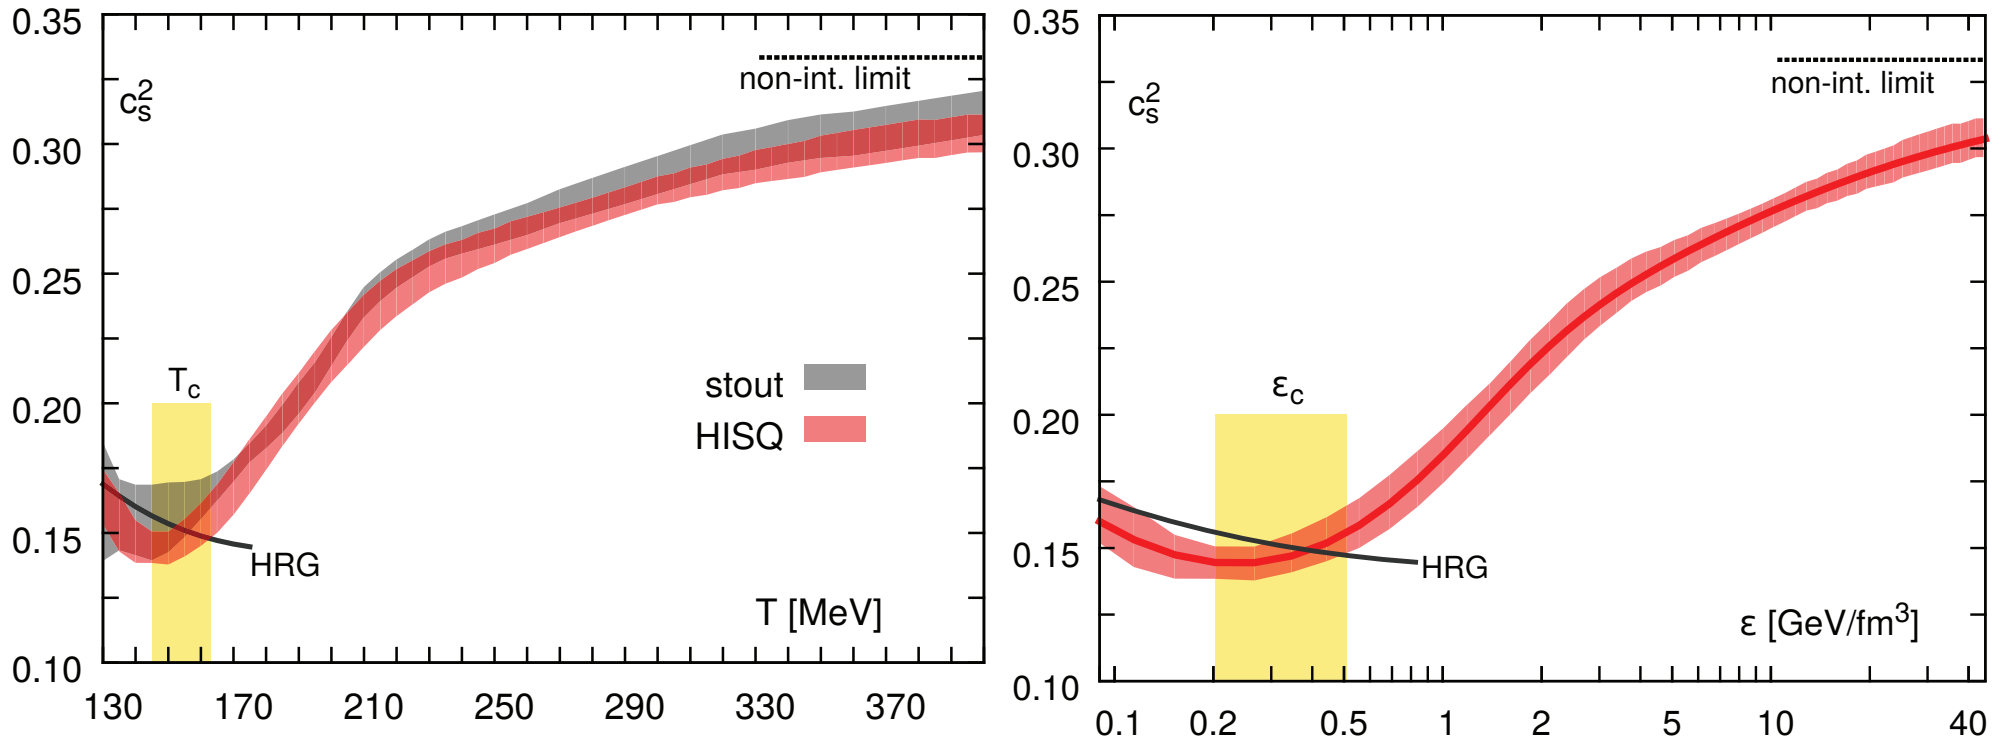 0.35
0.30
0.25
0.20
0.15
0.10
c_s^2
non-int. limit
T_c
stout
HISQ
HRG
T [MeV]
130 170 210 250 290 330 370
0.35
0.30
0.25
0.20
0.15
0.10
c_s^2
non-int. limit
ε_c
HRG
ε [GeV/fm^3]
0.1 0.2 0.5 1 2 5 10 40